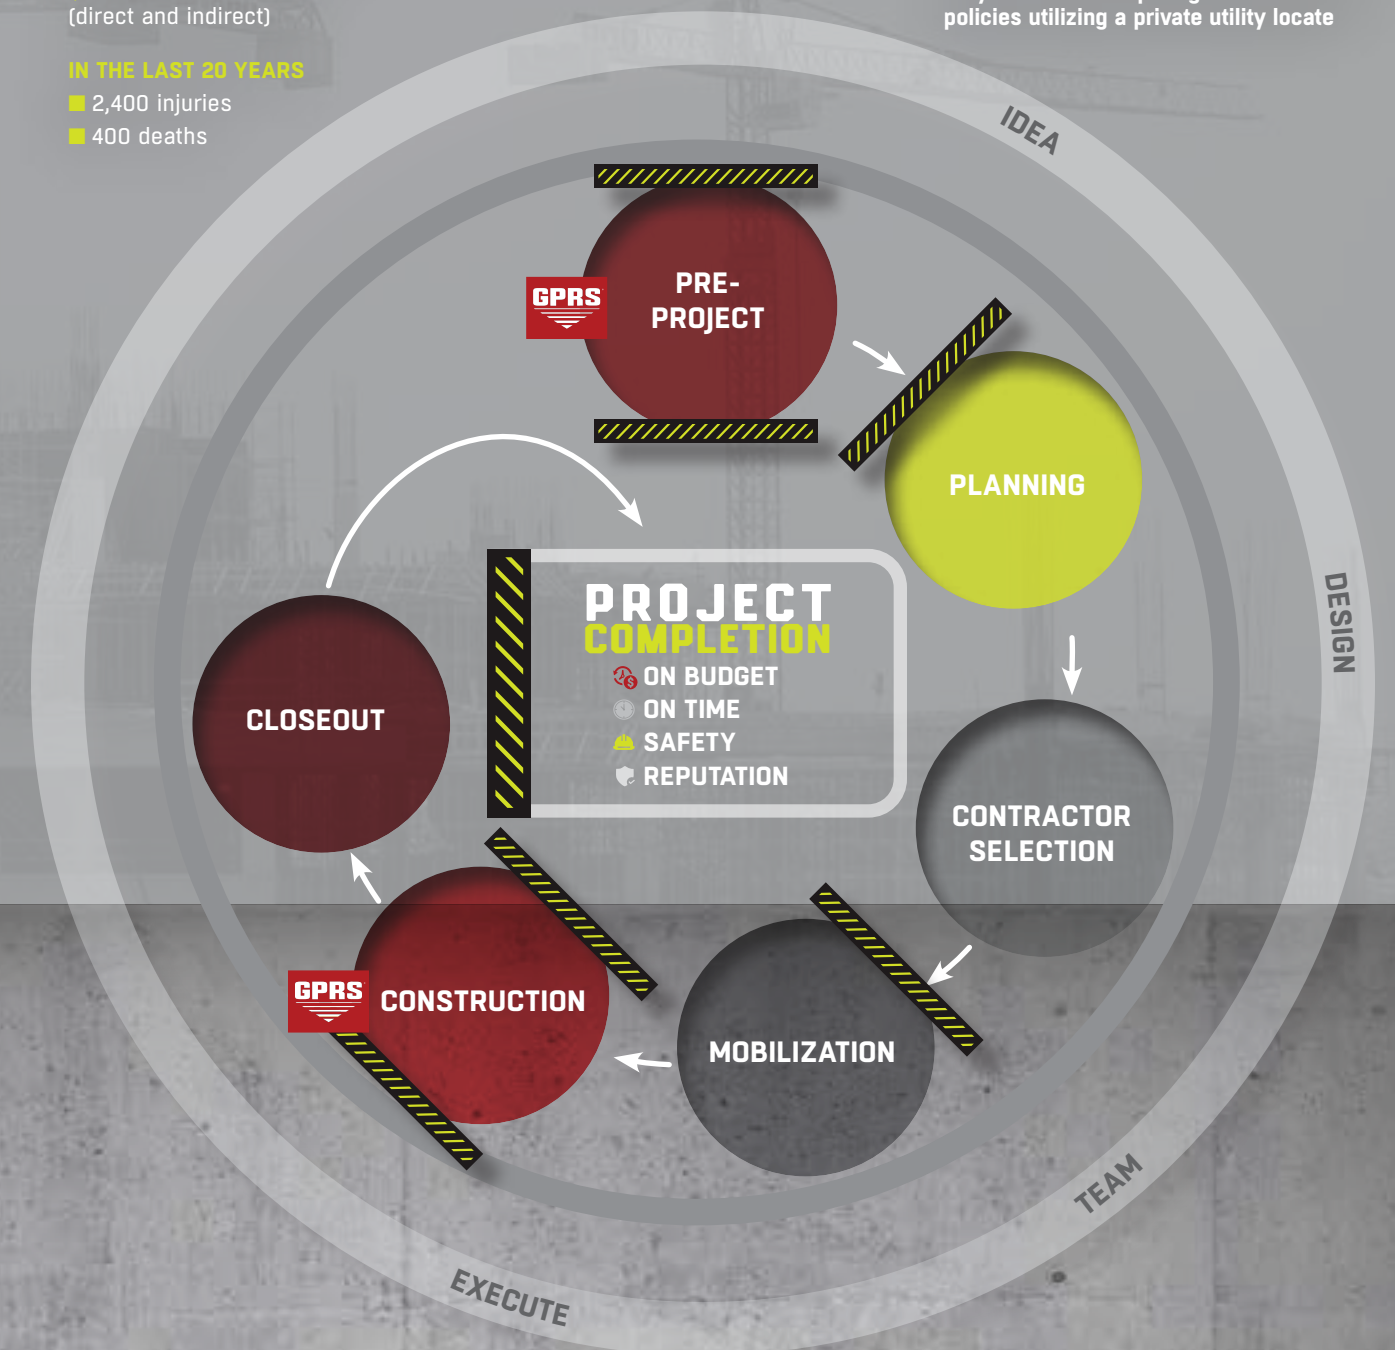 (direct and indirect)
policies utilizing a private utility locate
IN THE LAST 20 YEARS
2,400 injuries
400 deaths
IDEA
PRE-
PROJECT
GPRS
PLANNING
DESIGN
PROJECT
COMPLETION
ON BUDGET
ON TIME
SAFETY
REPUTATION
CLOSEOUT
CONTRACTOR
SELECTION
GPRS
CONSTRUCTION
MOBILIZATION
TEAM
EXECUTE